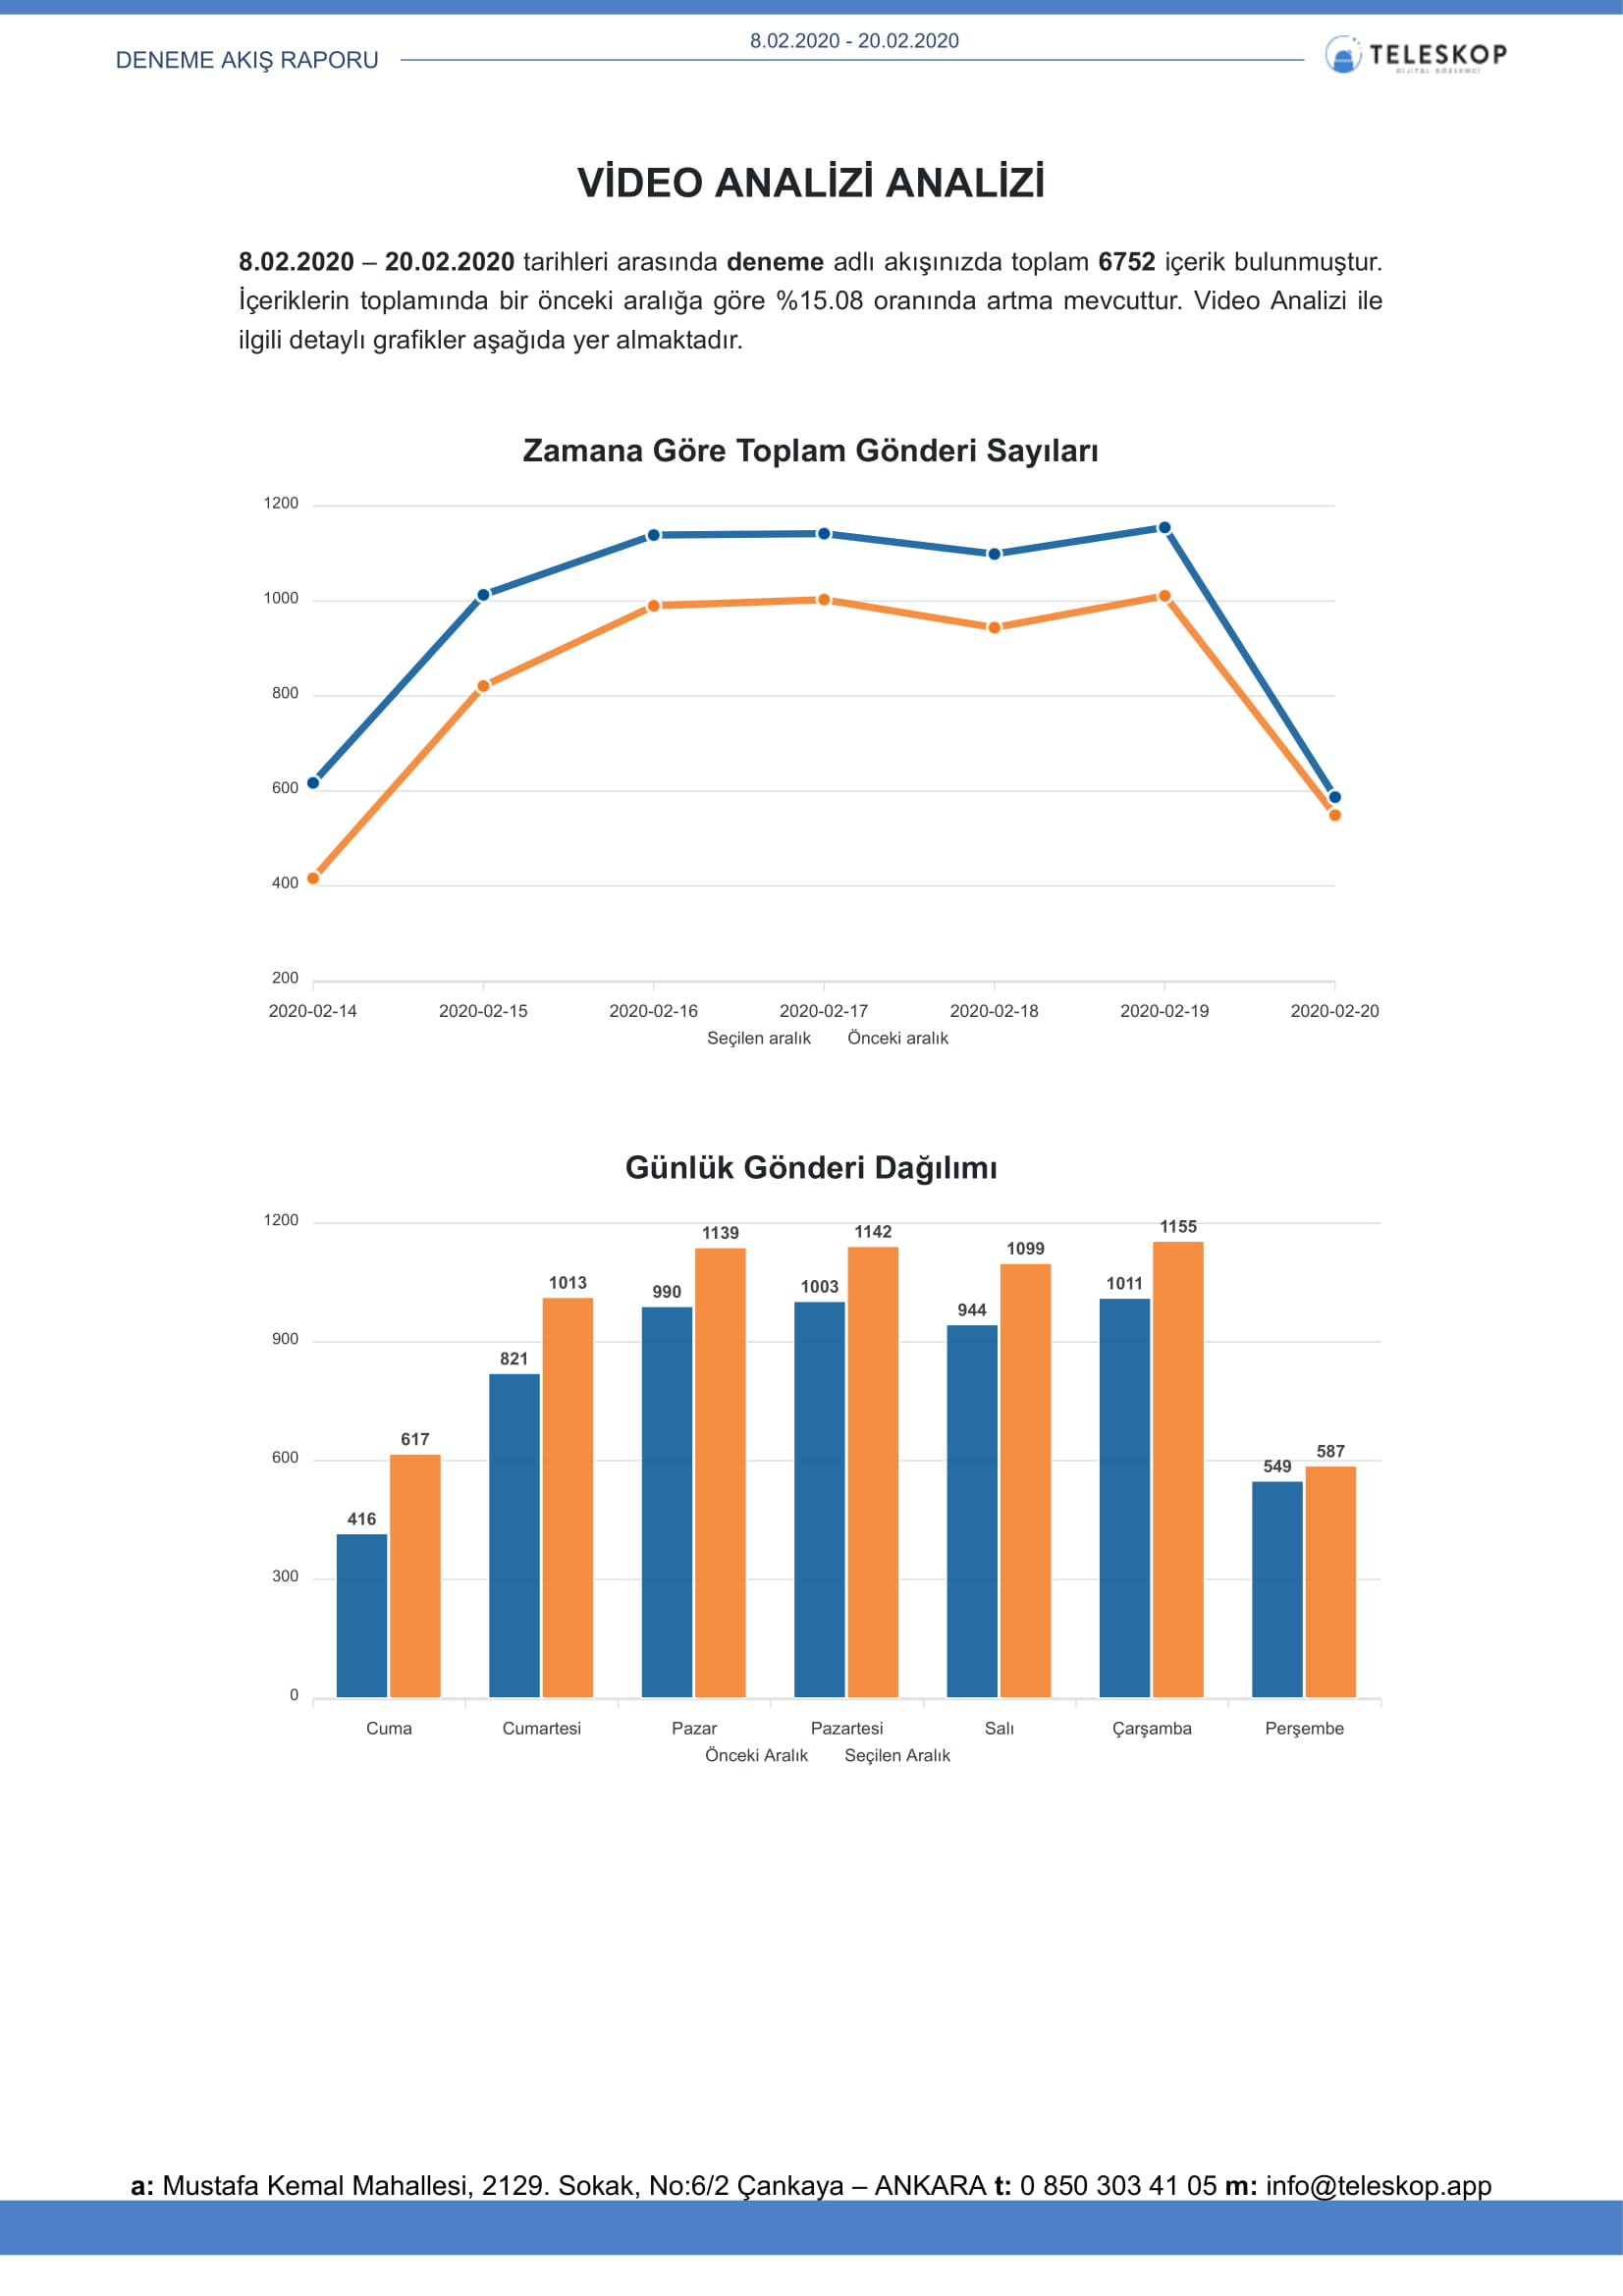 8.02.2020 - 20.02.2020
DENEME AKIŞ RAPORU
TELESKOP
DİJİTAL GÖZLEMCİ
VİDEO ANALİZİ ANALİZİ
8.02.2020 – 20.02.2020 tarihleri arasında deneme adlı akışınızda toplam 6752 içerik bulunmuştur.
İçeriklerin toplamında bir önceki aralığa göre %15.08 oranında artma mevcuttur. Video Analizi ile
ilgili detaylı grafikler aşağıda yer almaktadır.
Zamana Göre Toplam Gönderi Sayıları
1200
1000
800
600
400
200
2020-02-14 2020-02-15 2020-02-16 2020-02-17 2020-02-18 2020-02-19 2020-02-20
Seçilen aralık Önceki aralık
Günlük Gönderi Dağılımı
1200
900
600
300
0
416 617 821 1013 990 1139 1003 1142 944 1099 1011 1155 549 587
Cuma Cumartesi Pazar Pazartesi Salı Çarşamba Perşembe
Önceki Aralık Seçilen Aralık
a: Mustafa Kemal Mahallesi, 2129. Sokak, No:6/2 Çankaya – ANKARA t: 0 850 303 41 05 m: info@teleskop.app